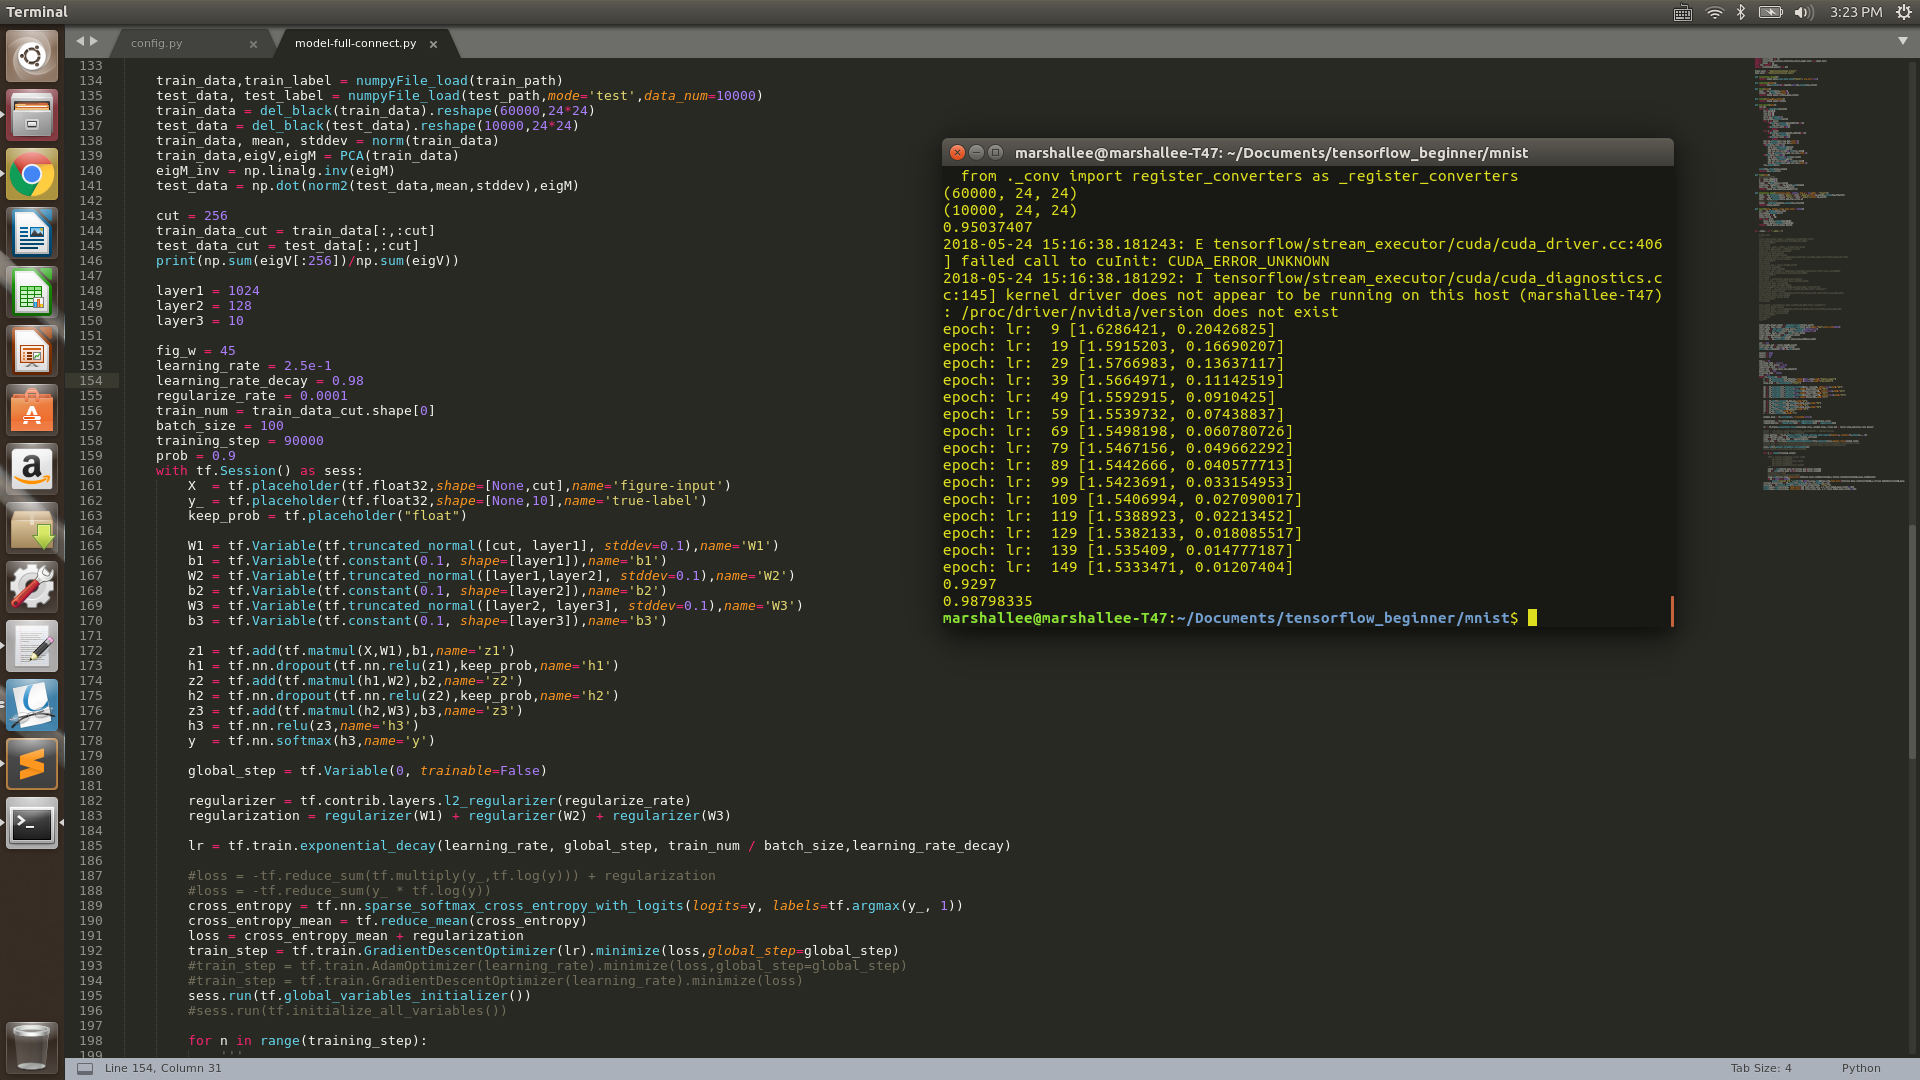 Terminal
3:23 PM
config.py
model-full-connect.py
133
134 train_data,train_label = numpyFile_load(train_path)
135 test_data, test_label = numpyFile_load(test_path,mode='test',data_num=10000)
136 train_data = del_black(train_data).reshape(60000,24*24)
137 test_data = del_black(test_data).reshape(10000,24*24)
138 train_data, mean, stddev = norm(train_data)
139 train_data,eigV,eigM = PCA(train_data)
140 eigM_inv = np.linalg.inv(eigM)
141 test_data = np.dot(norm2(test_data,mean,stddev),eigM)
142
143 cut = 256
144 train_data_cut = train_data[:,:cut]
145 test_data_cut = test_data[:,:cut]
146 print(np.sum(eigV[:256])/np.sum(eigV))
147
148 layer1 = 1024
149 layer2 = 128
150 layer3 = 10
151
152 fig_w = 45
153 learning_rate = 2.5e-1
154 learning_rate_decay = 0.98
155 regularize_rate = 0.0001
156 train_num = train_data_cut.shape[0]
157 batch_size = 100
158 training_step = 90000
159 prob = 0.9
160 with tf.Session() as sess:
161 X  = tf.placeholder(tf.float32,shape=[None,cut],name='figure-input')
162 y_ = tf.placeholder(tf.float32,shape=[None,10],name='true-label')
163 keep_prob = tf.placeholder("float")
164
165 W1 = tf.Variable(tf.truncated_normal([cut, layer1], stddev=0.1),name='W1')
166 b1 = tf.Variable(tf.constant(0.1, shape=[layer1]),name='b1')
167 W2 = tf.Variable(tf.truncated_normal([layer1,layer2], stddev=0.1),name='W2')
168 b2 = tf.Variable(tf.constant(0.1, shape=[layer2]),name='b2')
169 W3 = tf.Variable(tf.truncated_normal([layer2, layer3], stddev=0.1),name='W3')
170 b3 = tf.Variable(tf.constant(0.1, shape=[layer3]),name='b3')
171
172 z1 = tf.add(tf.matmul(X,W1),b1,name='z1')
173 h1 = tf.nn.dropout(tf.nn.relu(z1),keep_prob,name='h1')
174 z2 = tf.add(tf.matmul(h1,W2),b2,name='z2')
175 h2 = tf.nn.dropout(tf.nn.relu(z2),keep_prob,name='h2')
176 z3 = tf.add(tf.matmul(h2,W3),b3,name='z3')
177 h3 = tf.nn.relu(z3,name='h3')
178 y  = tf.nn.softmax(h3,name='y')
179
180 global_step = tf.Variable(0, trainable=False)
181
182 regularizer = tf.contrib.layers.l2_regularizer(regularize_rate)
183 regularization = regularizer(W1) + regularizer(W2) + regularizer(W3)
184
185 lr = tf.train.exponential_decay(learning_rate, global_step, train_num / batch_size,learning_rate_decay)
186
187 #loss = -tf.reduce_sum(tf.multiply(y_,tf.log(y))) + regularization
188 #loss = -tf.reduce_sum(y_ * tf.log(y))
189 cross_entropy = tf.nn.sparse_softmax_cross_entropy_with_logits(logits=y, labels=tf.argmax(y_, 1))
190 cross_entropy_mean = tf.reduce_mean(cross_entropy)
191 loss = cross_entropy_mean + regularization
192 train_step = tf.train.GradientDescentOptimizer(lr).minimize(loss,global_step=global_step)
193 #train_step = tf.train.AdamOptimizer(learning_rate).minimize(loss,global_step=global_step)
194 #train_step = tf.train.GradientDescentOptimizer(learning_rate).minimize(loss)
195 sess.run(tf.global_variables_initializer())
196 #sess.run(tf.initialize_all_variables())
197
198 for n in range(training_step):
199 '''
marshallee@marshallee-T47: ~/Documents/tensorflow_beginner/mnist
from ._conv import register_converters as _register_converters
(60000, 24, 24)
(10000, 24, 24)
0.95037407
2018-05-24 15:16:38.181243: E tensorflow/stream_executor/cuda/cuda_driver.cc:406
] failed call to cuInit: CUDA_ERROR_UNKNOWN
2018-05-24 15:16:38.181292: I tensorflow/stream_executor/cuda/cuda_diagnostics.c
c:145] kernel driver does not appear to be running on this host (marshallee-T47)
: /proc/driver/nvidia/version does not exist
epoch: lr:  9 [1.6286421, 0.20426825]
epoch: lr:  19 [1.5915203, 0.16690207]
epoch: lr:  29 [1.5766983, 0.13637117]
epoch: lr:  39 [1.5664971, 0.11142519]
epoch: lr:  49 [1.5592915, 0.0910425]
epoch: lr:  59 [1.5539732, 0.07438837]
epoch: lr:  69 [1.5498198, 0.060780726]
epoch: lr:  79 [1.5467156, 0.049662292]
epoch: lr:  89 [1.5442666, 0.040577713]
epoch: lr:  99 [1.5423691, 0.033154953]
epoch: lr:  109 [1.5406994, 0.027090017]
epoch: lr:  119 [1.5388923, 0.02213452]
epoch: lr:  129 [1.5382133, 0.018085517]
epoch: lr:  139 [1.535409, 0.014777187]
epoch: lr:  149 [1.5333471, 0.01207404]
0.9297
0.98798335
marshallee@marshallee-T47:~/Documents/tensorflow_beginner/mnist$
Line 154, Column 31
Tab Size: 4
Python